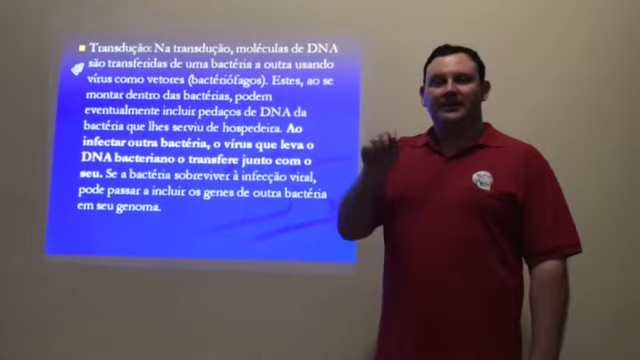 Transdução: Na transdução, moléculas de DNA
são transferidas de uma bactéria a outra usando
vírus como vetores (bactériófagos). Estes, ao se
montar dentro das bactérias, podem
eventualmente incluir pedaços de DNA da
bactéria que lhes serviu de hospedeira. Ao
infectar outra bactéria, o vírus que leva o
DNA bacteriano o transfere junto com o
seu. Se a bactéria sobreviver à infecção viral,
pode passar a incluir os genes de outra bactéria
em seu genoma.